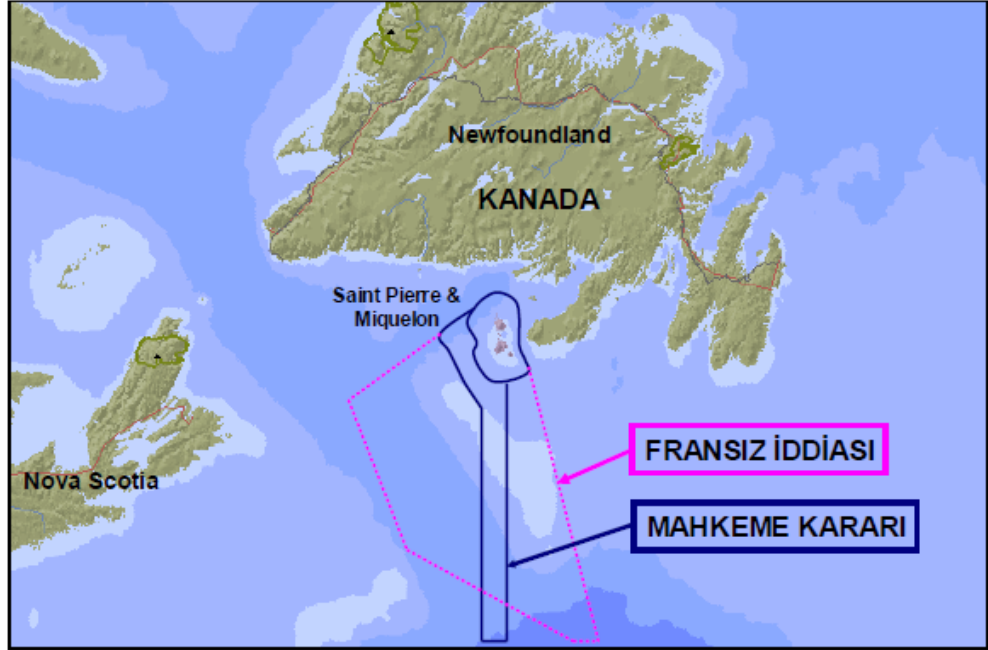 Newfoundland
KANADA
Saint Pierre &
Miquelon
FRANSIZ İDDİASI
Nova Scotia
MAHKEME KARARI